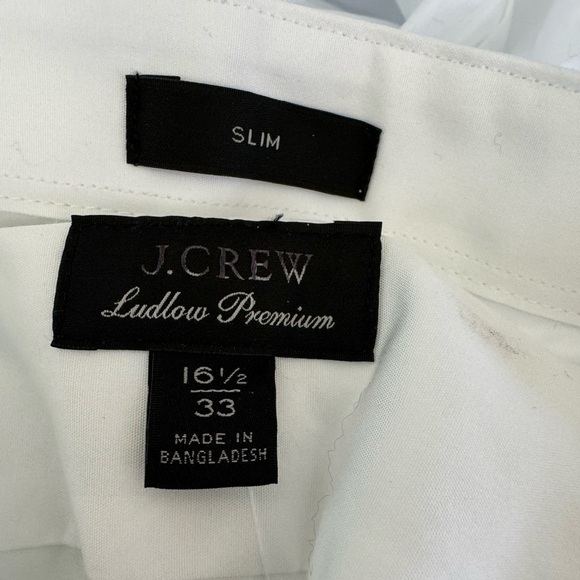 SLIM
J.CREW
Ludlow Premium
16 1/2
33
MADE IN
BANGLADESH